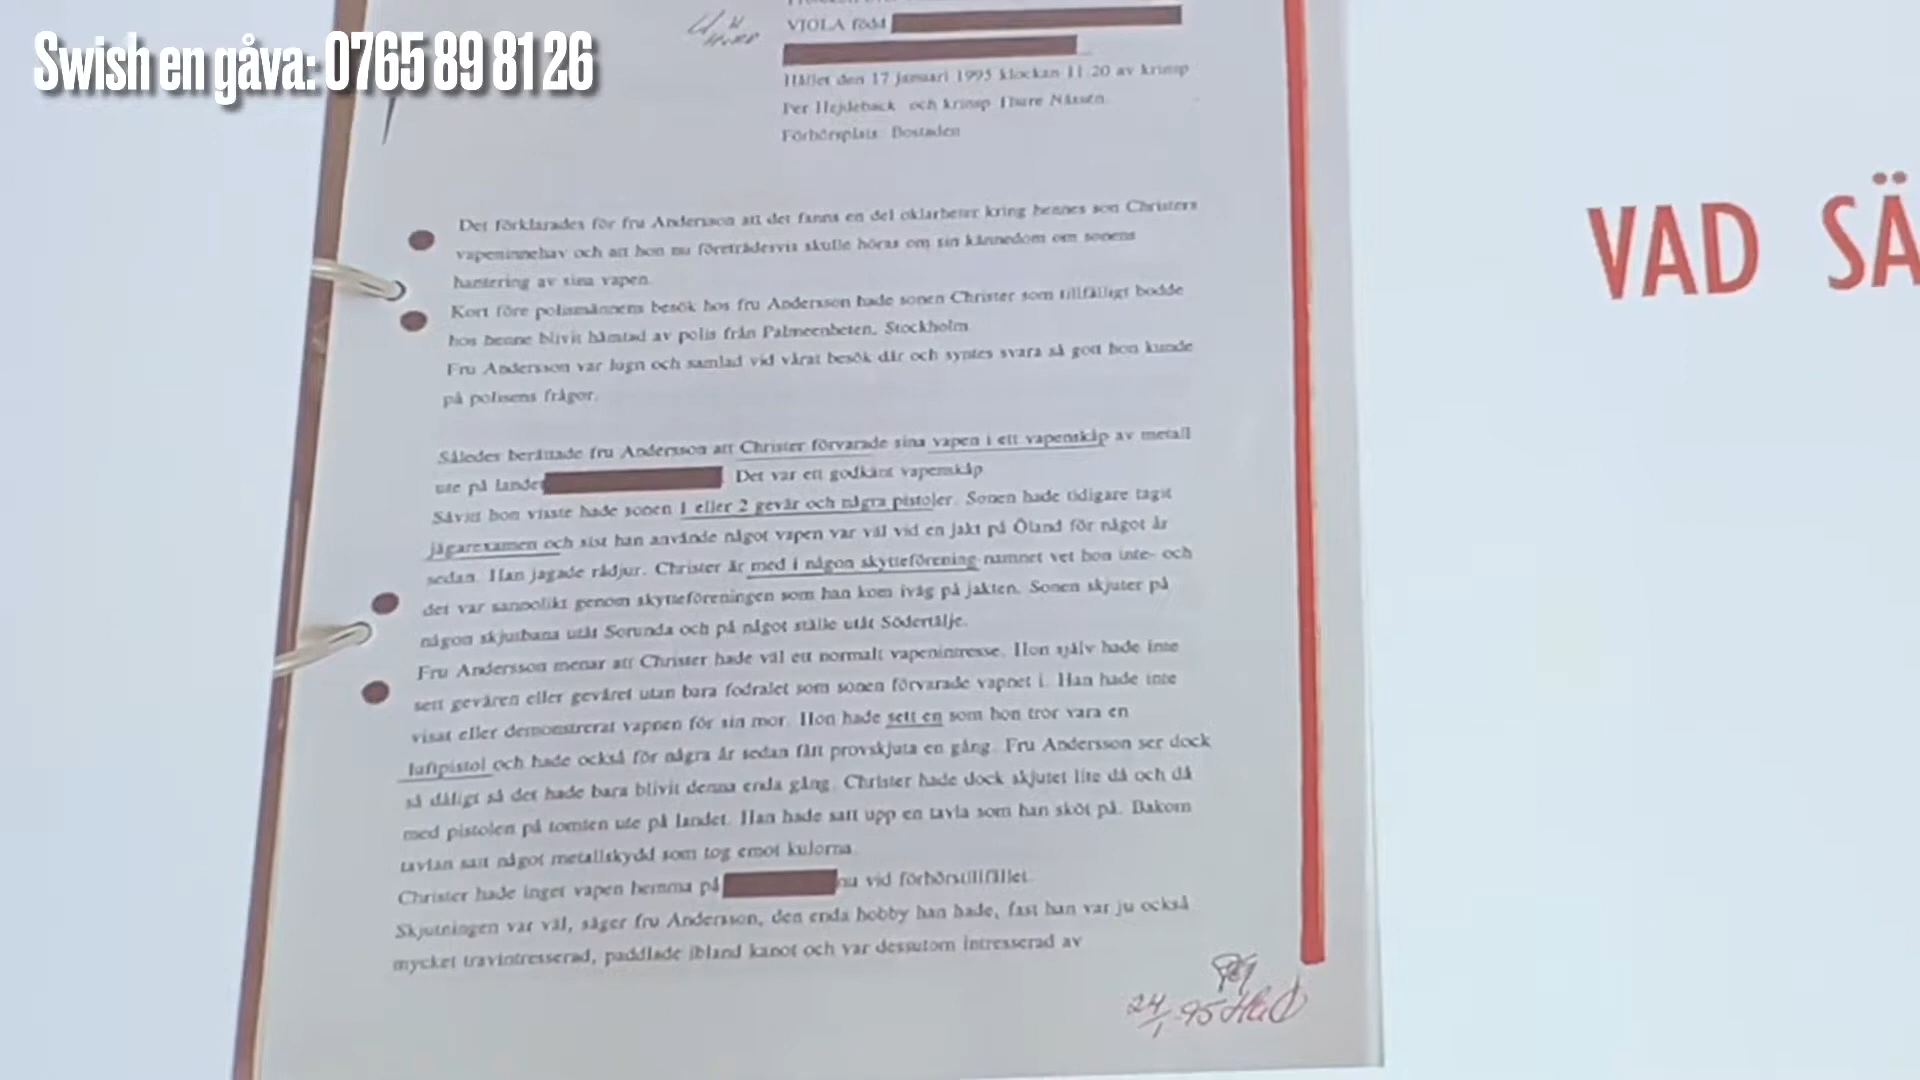 Swish en gåva: 0765 89 81 26
VIOLA född
Hållet den 17 januari 1995 klockan 11.20 av krinsp
Per Hejdeback och krinsp Thure Nässén.
Förhörsplats: Bostaden
VAD SÄ
Det förklarades för fru Andersson att det fanns en del oklarheter kring hennes son Christers
vapeninnehav och att hon nu företrädesvis skulle höras om sin kännedom om sonens
hantering av sina vapen.
Kort före polismännens besök hos fru Andersson hade sonen Christer som tillfälligt bodde
hos henne blivit hämtad av polis från Palmeenheten, Stockholm.
Fru Andersson var lugn och samlad vid vårat besök där och syntes svara så gott hon kunde
på polisens frågor.
Således berättade fru Andersson att Christer förvarade sina vapen i ett vapenskåp av metall
ute på landet. Det var ett godkänt vapenskåp
Såvitt hon visste hade sonen 1 eller 2 gevär och några pistoler. Sonen hade tidigare tagit
jägarexamen och sist han använde något vapen var väl vid en jakt på Öland för något år
sedan. Han jagade rådjur. Christer är med i någon skytteförening-namnet vet hon inte- och
det var sannolikt genom skytteföreningen som han kom iväg på jakten. Sonen skjuter på
någon skjutbana utåt Sorunda och på något ställe utåt Södertälje.
Fru Andersson menar att Christer hade väl ett normalt vapenintresse. Hon själv hade inte
sett gevären eller geväret utan bara fodralet som sonen förvarade vapnet i. Han hade inte
visat eller demonstrerat vapnen för sin mor. Hon hade sett en som hon tror vara en
luftpistol och hade också för några år sedan fått provskjuta en gång. Fru Andersson ser dock
så dåligt så det hade bara blivit denna enda gång. Christer hade dock skjutet lite då och då
med pistolen på tomten ute på landet. Han hade satt upp en tavla som han sköt på. Bakom
tavlan satt något metallskydd som tog emot kulorna.
Christer hade inget vapen hemma på nu vid förhörstillfället.
Skjutningen var väl, säger fru Andersson, den enda hobby han hade, fast han var ju också
mycket travintresserad, paddlade ibland kanot och var dessutom intresserad av
24/1-95